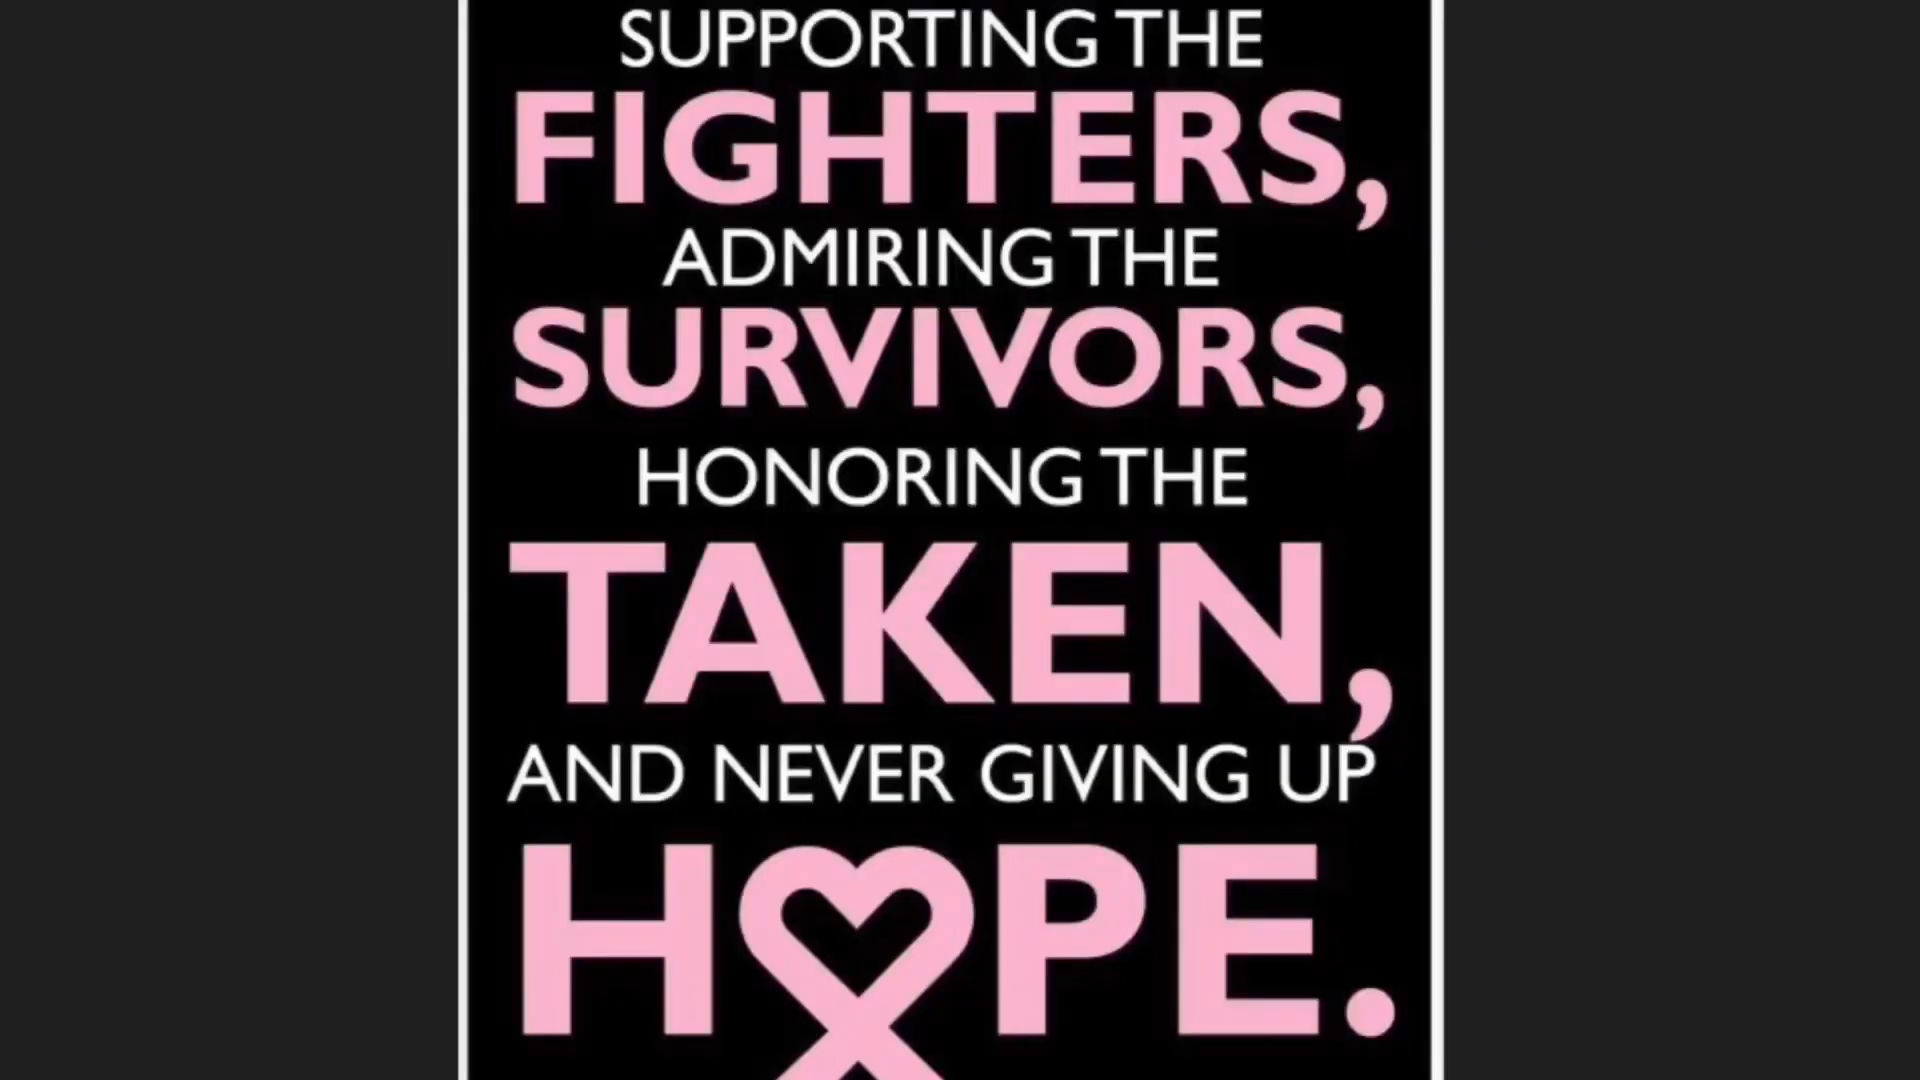 SUPPORTING THE
FIGHTERS,
ADMIRING THE
SURVIVORS,
HONORING THE
TAKEN,
AND NEVER GIVING UP
HOPE.